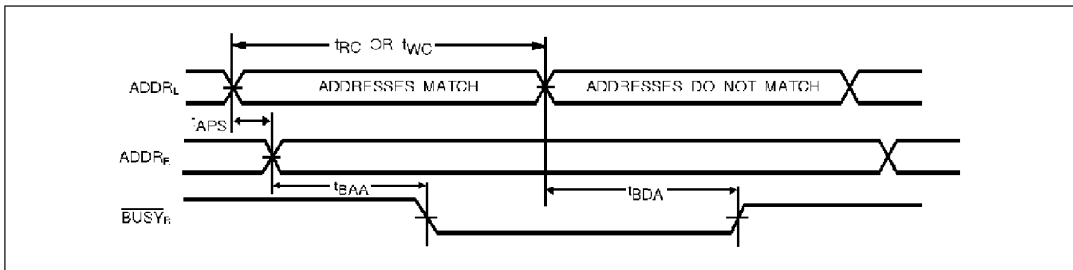 tRC OR tWC
ADDRL ADDRESSES MATCH ADDRESSES DO NOT MATCH
tAPS
ADDRR
tBAA tBDA
BUSYR